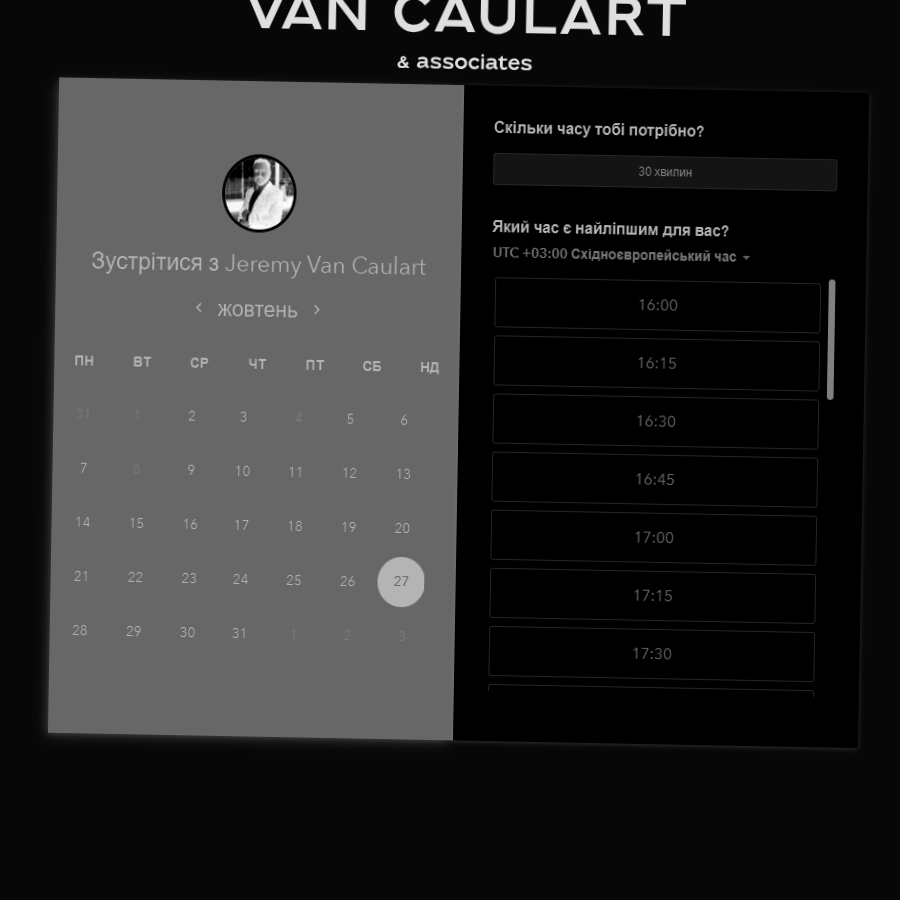 VAN CAULART
& associates
Зустрітися з Jeremy Van Caulart
жовтень
ПН ВТ СР ЧТ ПТ СБ НД
31 1 2 3 4 5 6
7 8 9 10 11 12 13
14 15 16 17 18 19 20
21 22 23 24 25 26 27
28 29 30 31 1 2 3
Скільки часу тобі потрібно?
30 хвилин
Який час є найліпшим для вас?
UTC +03:00 Східноєвропейський час
16:00
16:15
16:30
16:45
17:00
17:15
17:30